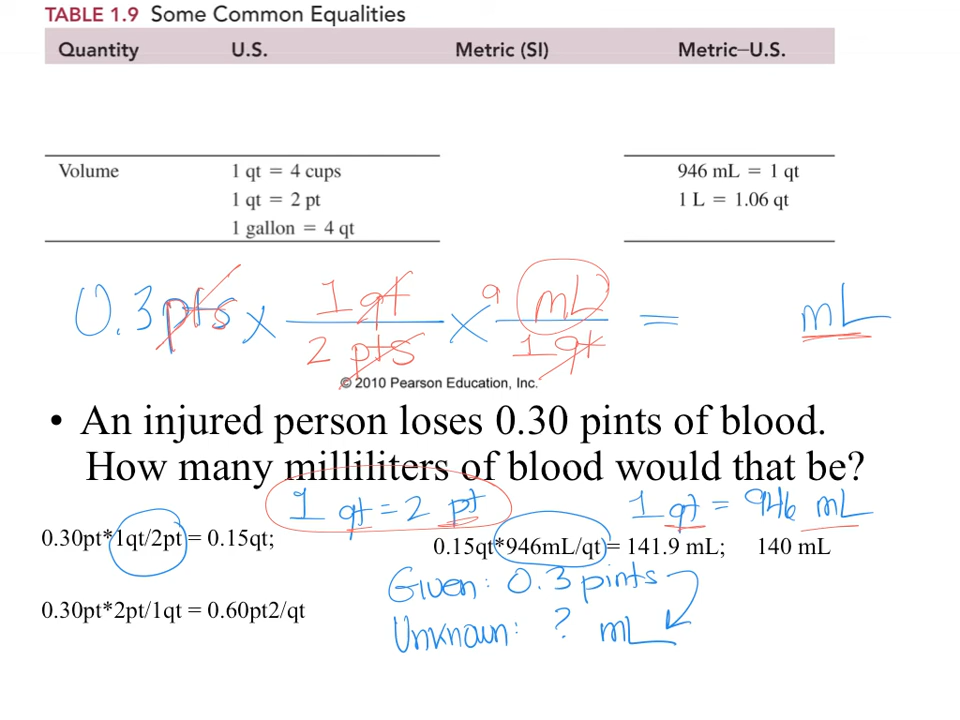 TABLE 1.9 Some Common Equalities
Quantity U.S. Metric (SI) Metric–U.S.
Volume 1 qt = 4 cups 946 mL = 1 qt
1 qt = 2 pt 1 L = 1.06 qt
1 gallon = 4 qt
0.3 pts x 1 qt x 9 mL = mL
2 pts 1 qt
© 2010 Pearson Education, Inc.
• An injured person loses 0.30 pints of blood.
How many milliliters of blood would that be?
1 qt = 2 pt 1 qt = 946 mL
0.30pt*1qt/2pt = 0.15qt; 0.15qt*946mL/qt = 141.9 mL; 140 mL
Given: 0.3 pints
0.30pt*2pt/1qt = 0.60pt2/qt
Unknown: ? mL